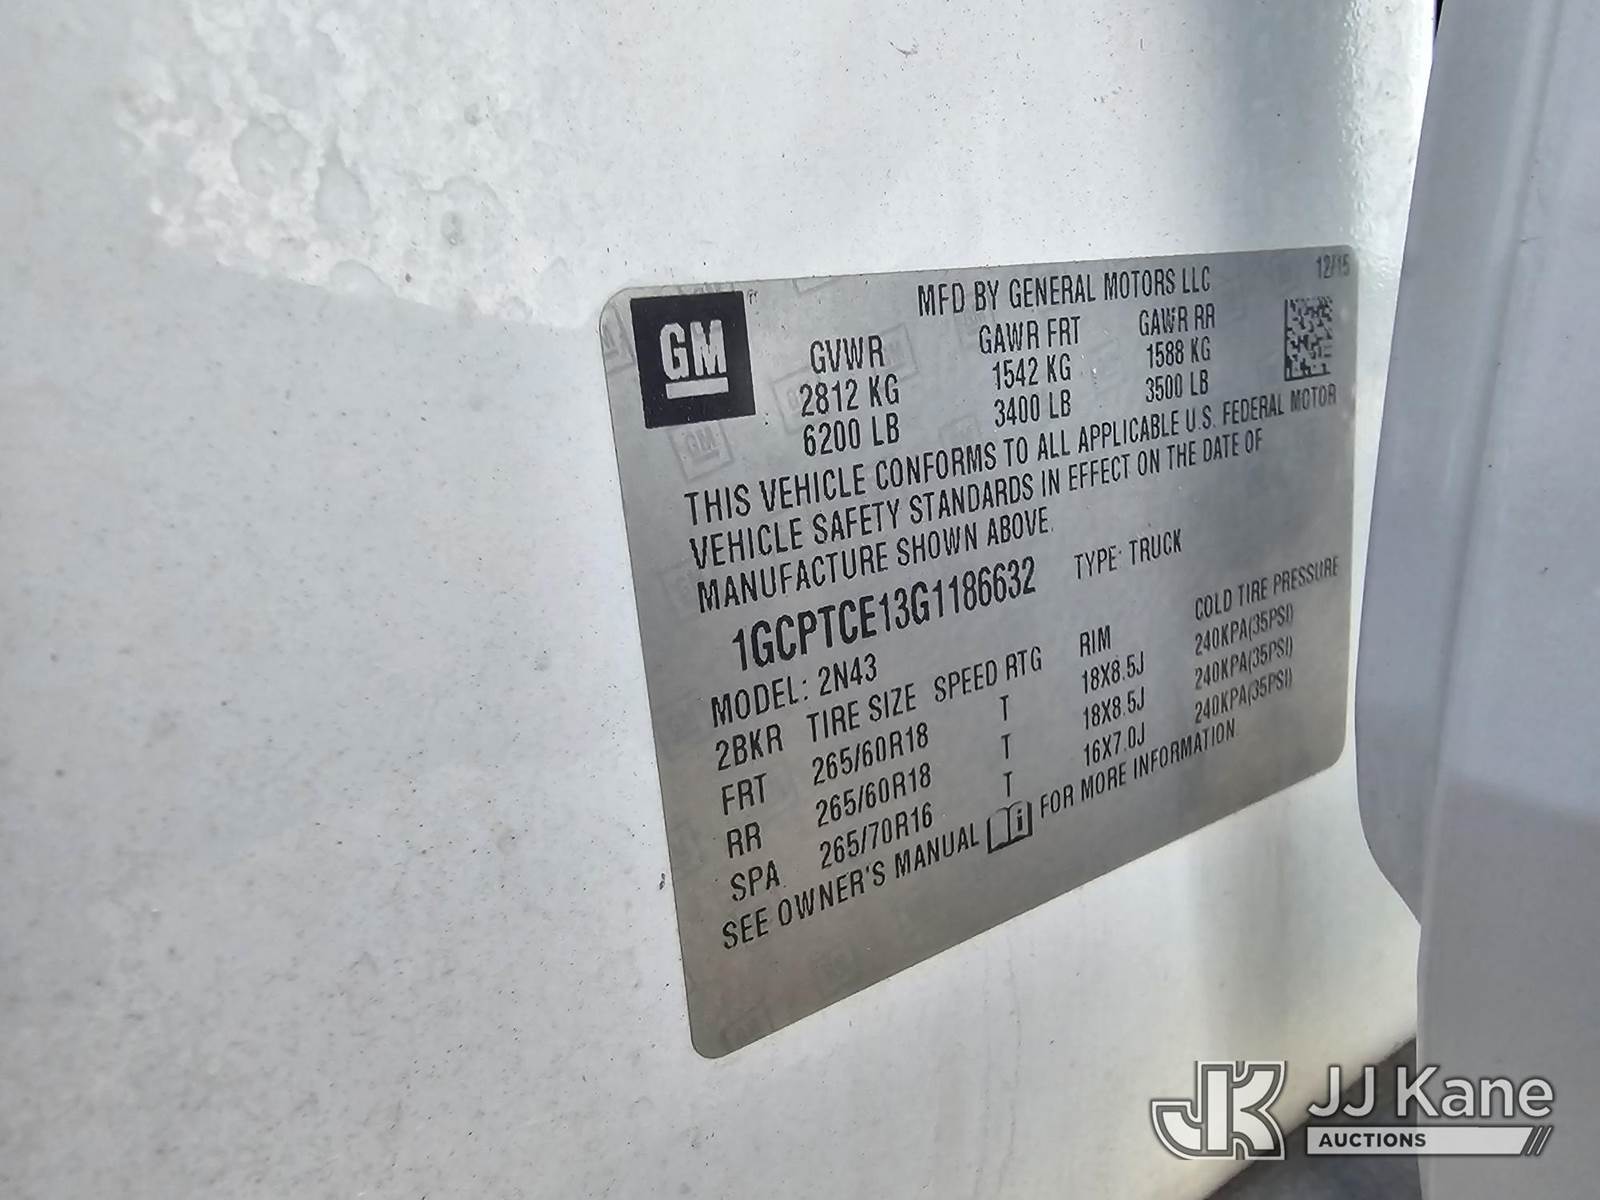 GM
MFD BY GENERAL MOTORS LLC
12/15
GVWR GAWR FRT GAWR RR
2812 KG 1542 KG 1588 KG
6200 LB 3400 LB 3500 LB
THIS VEHICLE CONFORMS TO ALL APPLICABLE U.S. FEDERAL MOTOR
VEHICLE SAFETY STANDARDS IN EFFECT ON THE DATE OF
MANUFACTURE SHOWN ABOVE.
1GCPTCE13G1186632 TYPE: TRUCK
MODEL: 2N43
2BKR TIRE SIZE SPEED RTG RIM COLD TIRE PRESSURE
FRT 265/60R18 T 18X8.5J 240KPA(35PSI)
RR 265/60R18 T 18X8.5J 240KPA(35PSI)
SPA 265/70R16 T 16X7.0J 240KPA(35PSI)
SEE OWNER'S MANUAL FOR MORE INFORMATION
JK JJ Kane
AUCTIONS